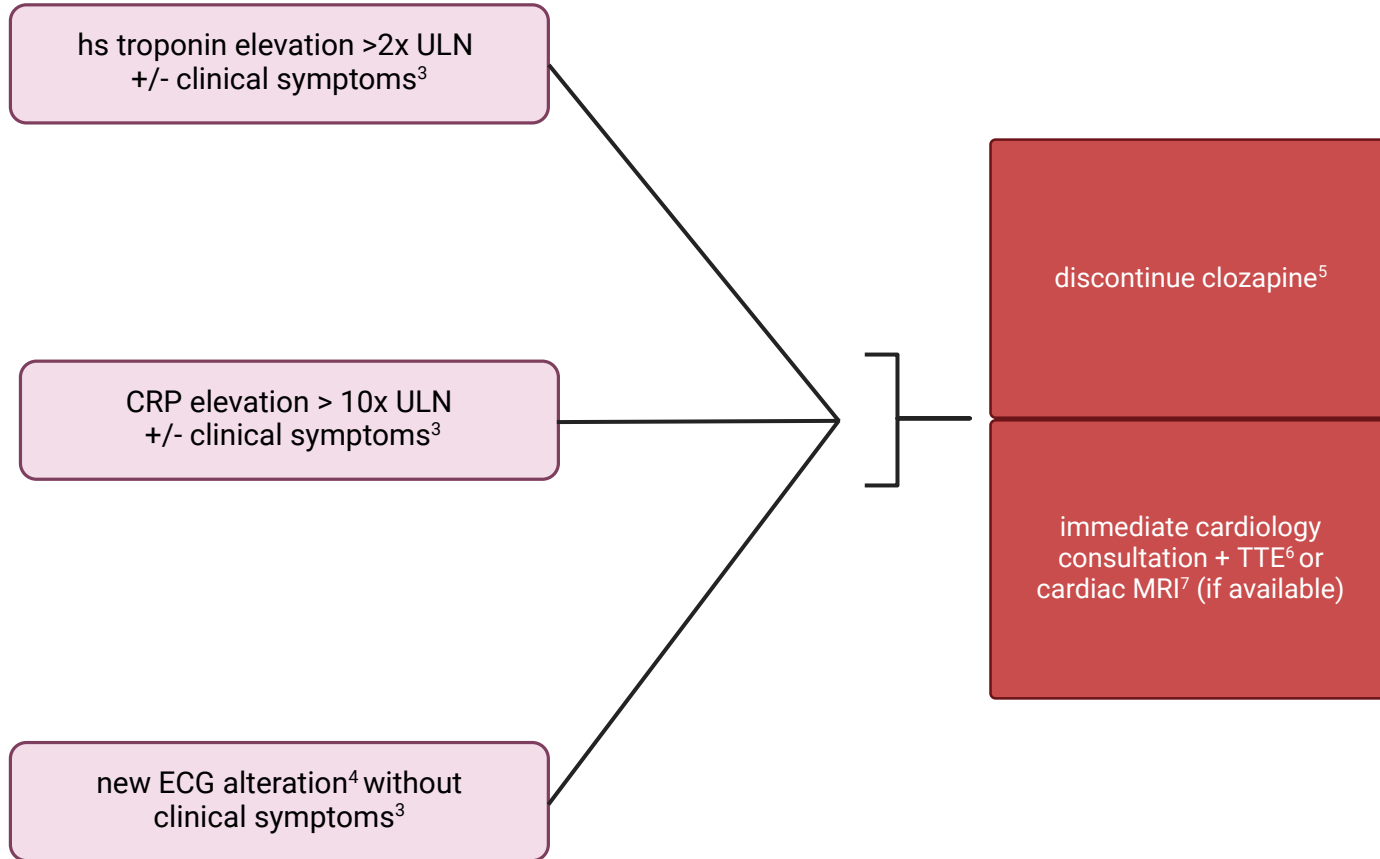 hs troponin elevation >2x ULN
+/- clinical symptoms³
CRP elevation > 10x ULN
+/- clinical symptoms³
new ECG alteration⁴ without
clinical symptoms³
discontinue clozapine⁵
immediate cardiology
consultation + TTE⁶ or
cardiac MRI⁷ (if available)